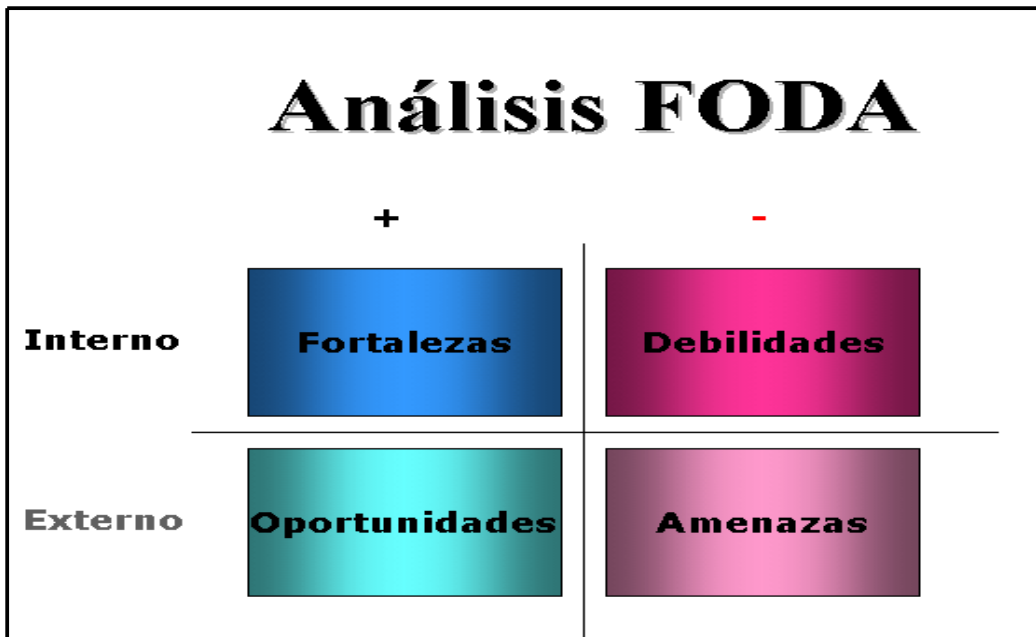 Análisis FODA
+ -
Interno Fortalezas Debilidades
Externo Oportunidades Amenazas